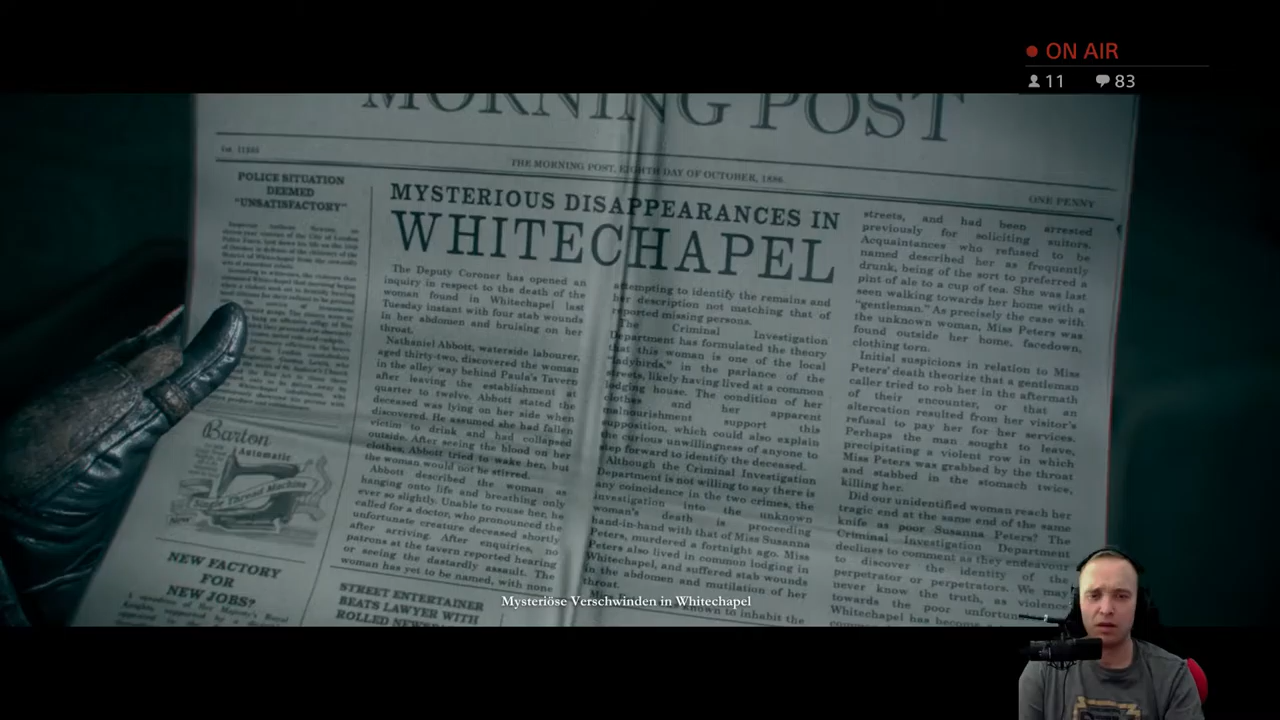 ON AIR
11 83
MORNING POST
THE MORNING POST, EIGHTH DAY OF OCTOBER, 1886.
ONE PENNY
POLICE SITUATION
DEEMED
"UNSATISFACTORY"
Barton
Automatic
Thread Machine
NEW FACTORY
FOR
NEW JOBS?
MYSTERIOUS DISAPPEARANCES IN
WHITECHAPEL
The Deputy Coroner has opened an
inquiry in respect to the death of the
woman found in Whitechapel last
Tuesday instant with four stab wounds
in her abdomen and bruising on her
throat.
Nathaniel Abbott, waterside labourer,
aged thirty-two, discovered the woman
in the alley way behind Paula's Tavern
after leaving the establishment at
quarter to twelve. Abbott stated the
deceased was lying on her side when
discovered. He assumed she had fallen
victim to drink and had collapsed
outside. After seeing the blood on her
clothes, Abbott tried to wake her, but
the woman would not be stirred.
Abbott described the woman as
hanging onto life and breathing only
ever so slightly. Unable to rouse her, he
called for a doctor, who pronounced the
unfortunate creature deceased shortly
after arriving. After enquiries, no
patrons at the tavern reported hearing
or seeing the dastardly assault. The
woman has yet to be named, with none
STREET ENTERTAINER
BEATS LAWYER WITH
ROLLED
attempting to identify the remains and
her description not matching that of
reported missing persons.
The Criminal Investigation
Department has formulated the theory
that this woman is one of the local
"ladybirds," in the parlance of the
streets, likely having lived at a common
lodging house. The condition of her
clothes and her apparent
malnourishment support this
supposition, which could also explain
the curious unwillingness of anyone to
step forward to identify the deceased.
Although the Criminal Investigation
Department is not willing to say there is
any coincidence in the two crimes, the
investigation into the unknown
woman's death is proceeding
hand-in-hand with that of Miss Susanna
Peters, murdered a fortnight ago. Miss
Peters also lived in common lodging in
Whitechapel, and suffered stab wounds
in the abdomen and mutilation of her
throat.
known to inhabit the
streets, and had been arrested
previously for soliciting suitors.
Acquaintances who refused to be
named described her as frequently
drunk, being of the sort to preferred a
pint of ale to a cup of tea. She was last
seen walking towards her home with a
"gentleman." As precisely the case with
the unknown woman, Miss Peters was
found outside her home, facedown,
clothing torn.
Initial suspicions in relation to Miss
Peters' death theorize that a gentleman
caller tried to rob her in the aftermath
of their encounter, or that an
altercation resulted from her visitor's
refusal to pay her for her services.
Perhaps the man sought to leave,
precipitating a violent row in which
Miss Peters was grabbed by the throat
and stabbed in the stomach twice,
killing her.
Did our unidentified woman reach her
tragic end at the same end of the same
knife as poor Susanna Peters? The
Criminal Investigation Department
declines to comment as they endeavour
to discover the identity of the
perpetrator or perpetrators. We may
never know the truth, as violence
towards the poor
Whitechapel has become
Mysteriöse Verschwinden in Whitechapel